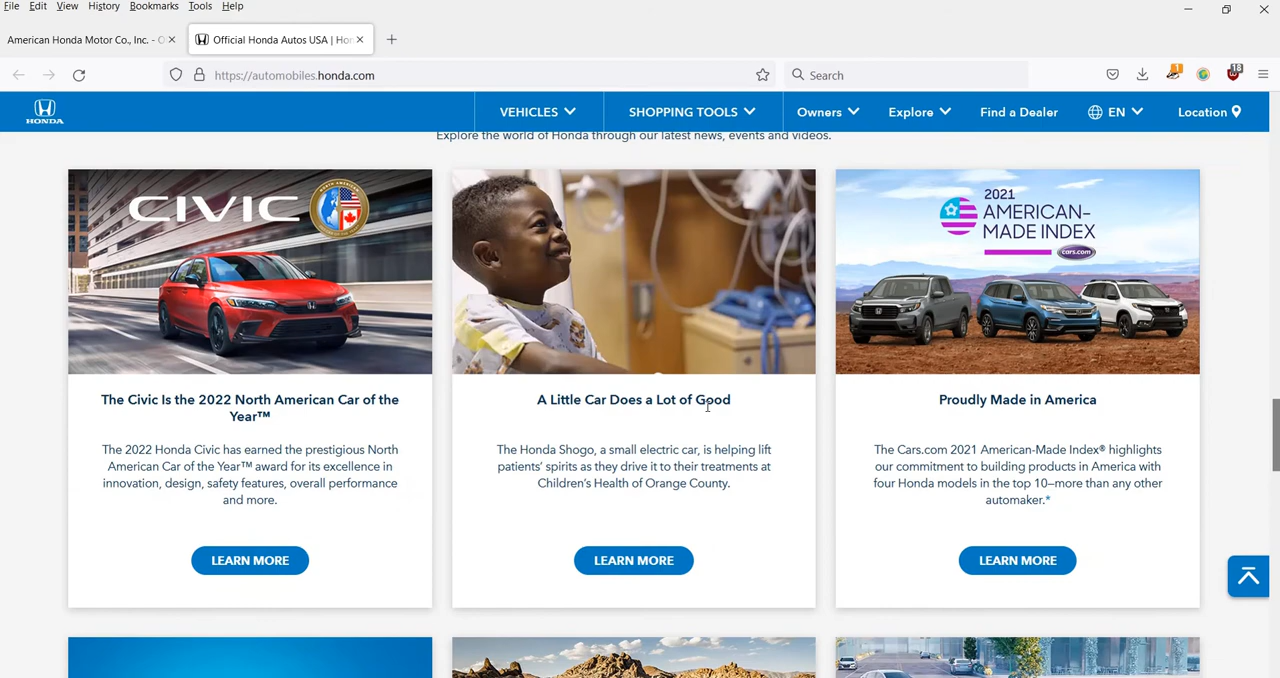 File Edit View History Bookmarks Tools Help
American Honda Motor Co., Inc. - O
Official Honda Autos USA | Hon
https://automobiles.honda.com
Search
1
18
HONDA
VEHICLES
SHOPPING TOOLS
Owners
Explore
Find a Dealer
EN
Location
Explore the world of Honda through our latest news, events and videos.
CIVIC
2021
AMERICAN-
MADE INDEX
cars.com
The Civic Is the 2022 North American Car of the
Year™
The 2022 Honda Civic has earned the prestigious North
American Car of the Year™ award for its excellence in
innovation, design, safety features, overall performance
and more.
LEARN MORE
A Little Car Does a Lot of Good
The Honda Shogo, a small electric car, is helping lift
patients' spirits as they drive it to their treatments at
Children's Health of Orange County.
LEARN MORE
Proudly Made in America
The Cars.com 2021 American-Made Index® highlights
our commitment to building products in America with
four Honda models in the top 10—more than any other
automaker.*
LEARN MORE